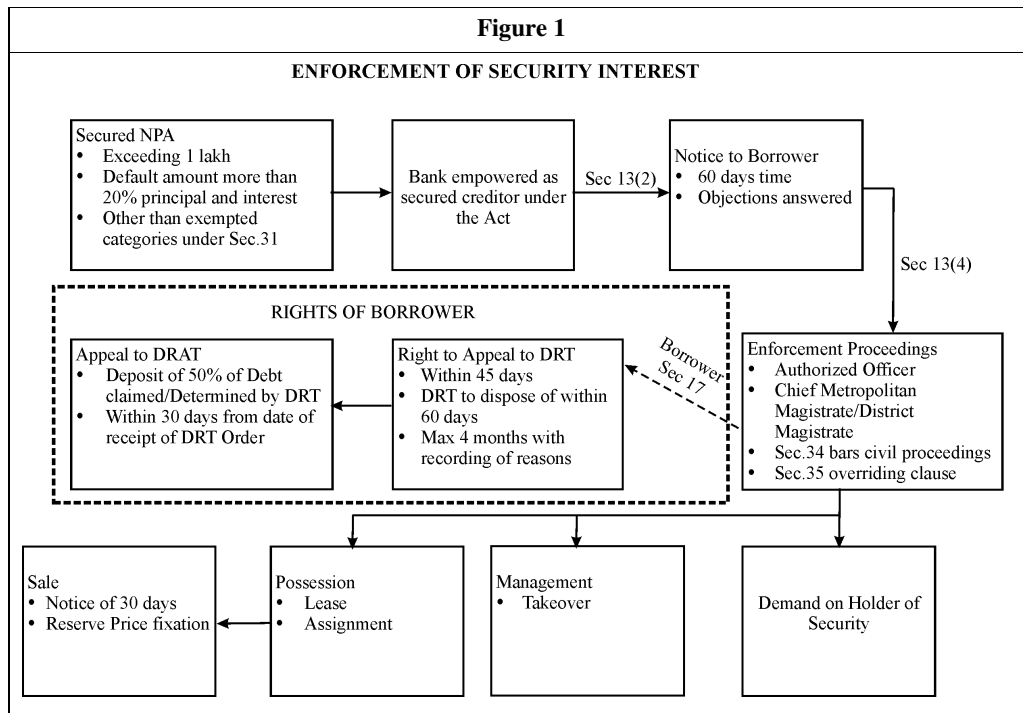 Figure 1
ENFORCEMENT OF SECURITY INTEREST
Secured NPA
• Exceeding 1 lakh
• Default amount more than
20% principal and interest
• Other than exempted
categories under Sec.31
Bank empowered as
secured creditor under
the Act
Sec 13(2)
Notice to Borrower
• 60 days time
• Objections answered
Sec 13(4)
RIGHTS OF BORROWER
Appeal to DRAT
• Deposit of 50% of Debt
claimed/Determined by DRT
• Within 30 days from date of
receipt of DRT Order
Right to Appeal to DRT
• Within 45 days
• DRT to dispose of within
60 days
• Max 4 months with
recording of reasons
Borrower
Sec 17
Enforcement Proceedings
• Authorized Officer
• Chief Metropolitan
Magistrate/District
Magistrate
• Sec.34 bars civil proceedings
• Sec.35 overriding clause
Sale
• Notice of 30 days
• Reserve Price fixation
Possession
• Lease
• Assignment
Management
• Takeover
Demand on Holder of
Security